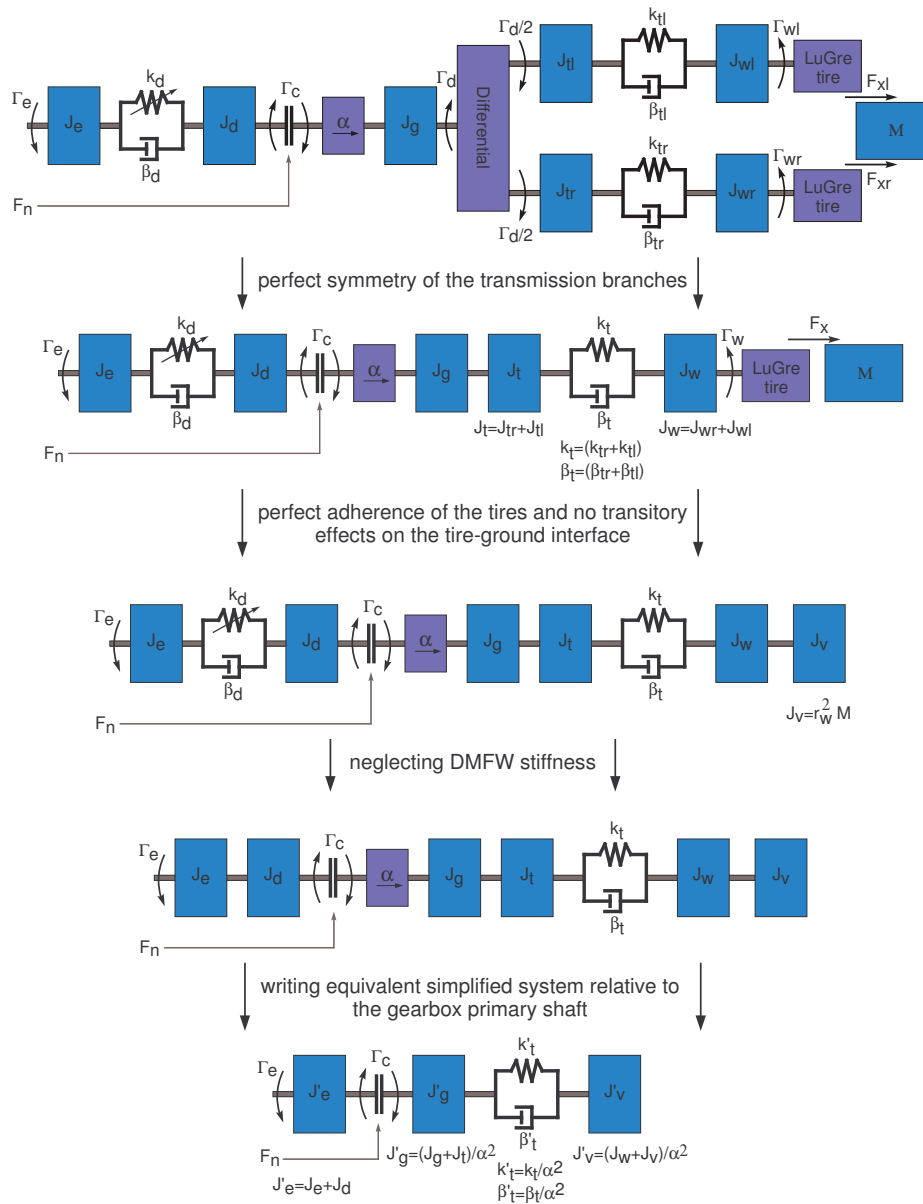 Γe
Je
kd
βd
Jd
Γc
Fn
α
Jg
Γd
Differential
Γd/2
Jtl
ktl
βtl
Jwl
Γwl
LuGre
tire
Fxl
M
Γd/2
Jtr
ktr
βtr
Jwr
Γwr
LuGre
tire
Fxr
perfect symmetry of the transmission branches
Γe
Je
kd
βd
Jd
Γc
Fn
α
Jg
Jt
Jt=Jtr+Jtl
kt
βt
kt=(ktr+ktl)
βt=(βtr+βtl)
Jw
Jw=Jwr+Jwl
Γw
LuGre
tire
Fx
M
perfect adherence of the tires and no transitory
effects on the tire-ground interface
Γe
Je
kd
βd
Jd
Γc
Fn
α
Jg
Jt
kt
βt
Jw
Jv
Jv=rw² M
neglecting DMFW stiffness
Γe
Je
Jd
Γc
Fn
α
Jg
Jt
kt
βt
Jw
Jv
writing equivalent simplified system relative to
the gearbox primary shaft
Γe
J'e
Γc
Fn
J'e=Je+Jd
J'g
J'g=(Jg+Jt)/α²
k't
β't
k't=kt/α²
β't=βt/α²
J'v
J'v=(Jw+Jv)/α²